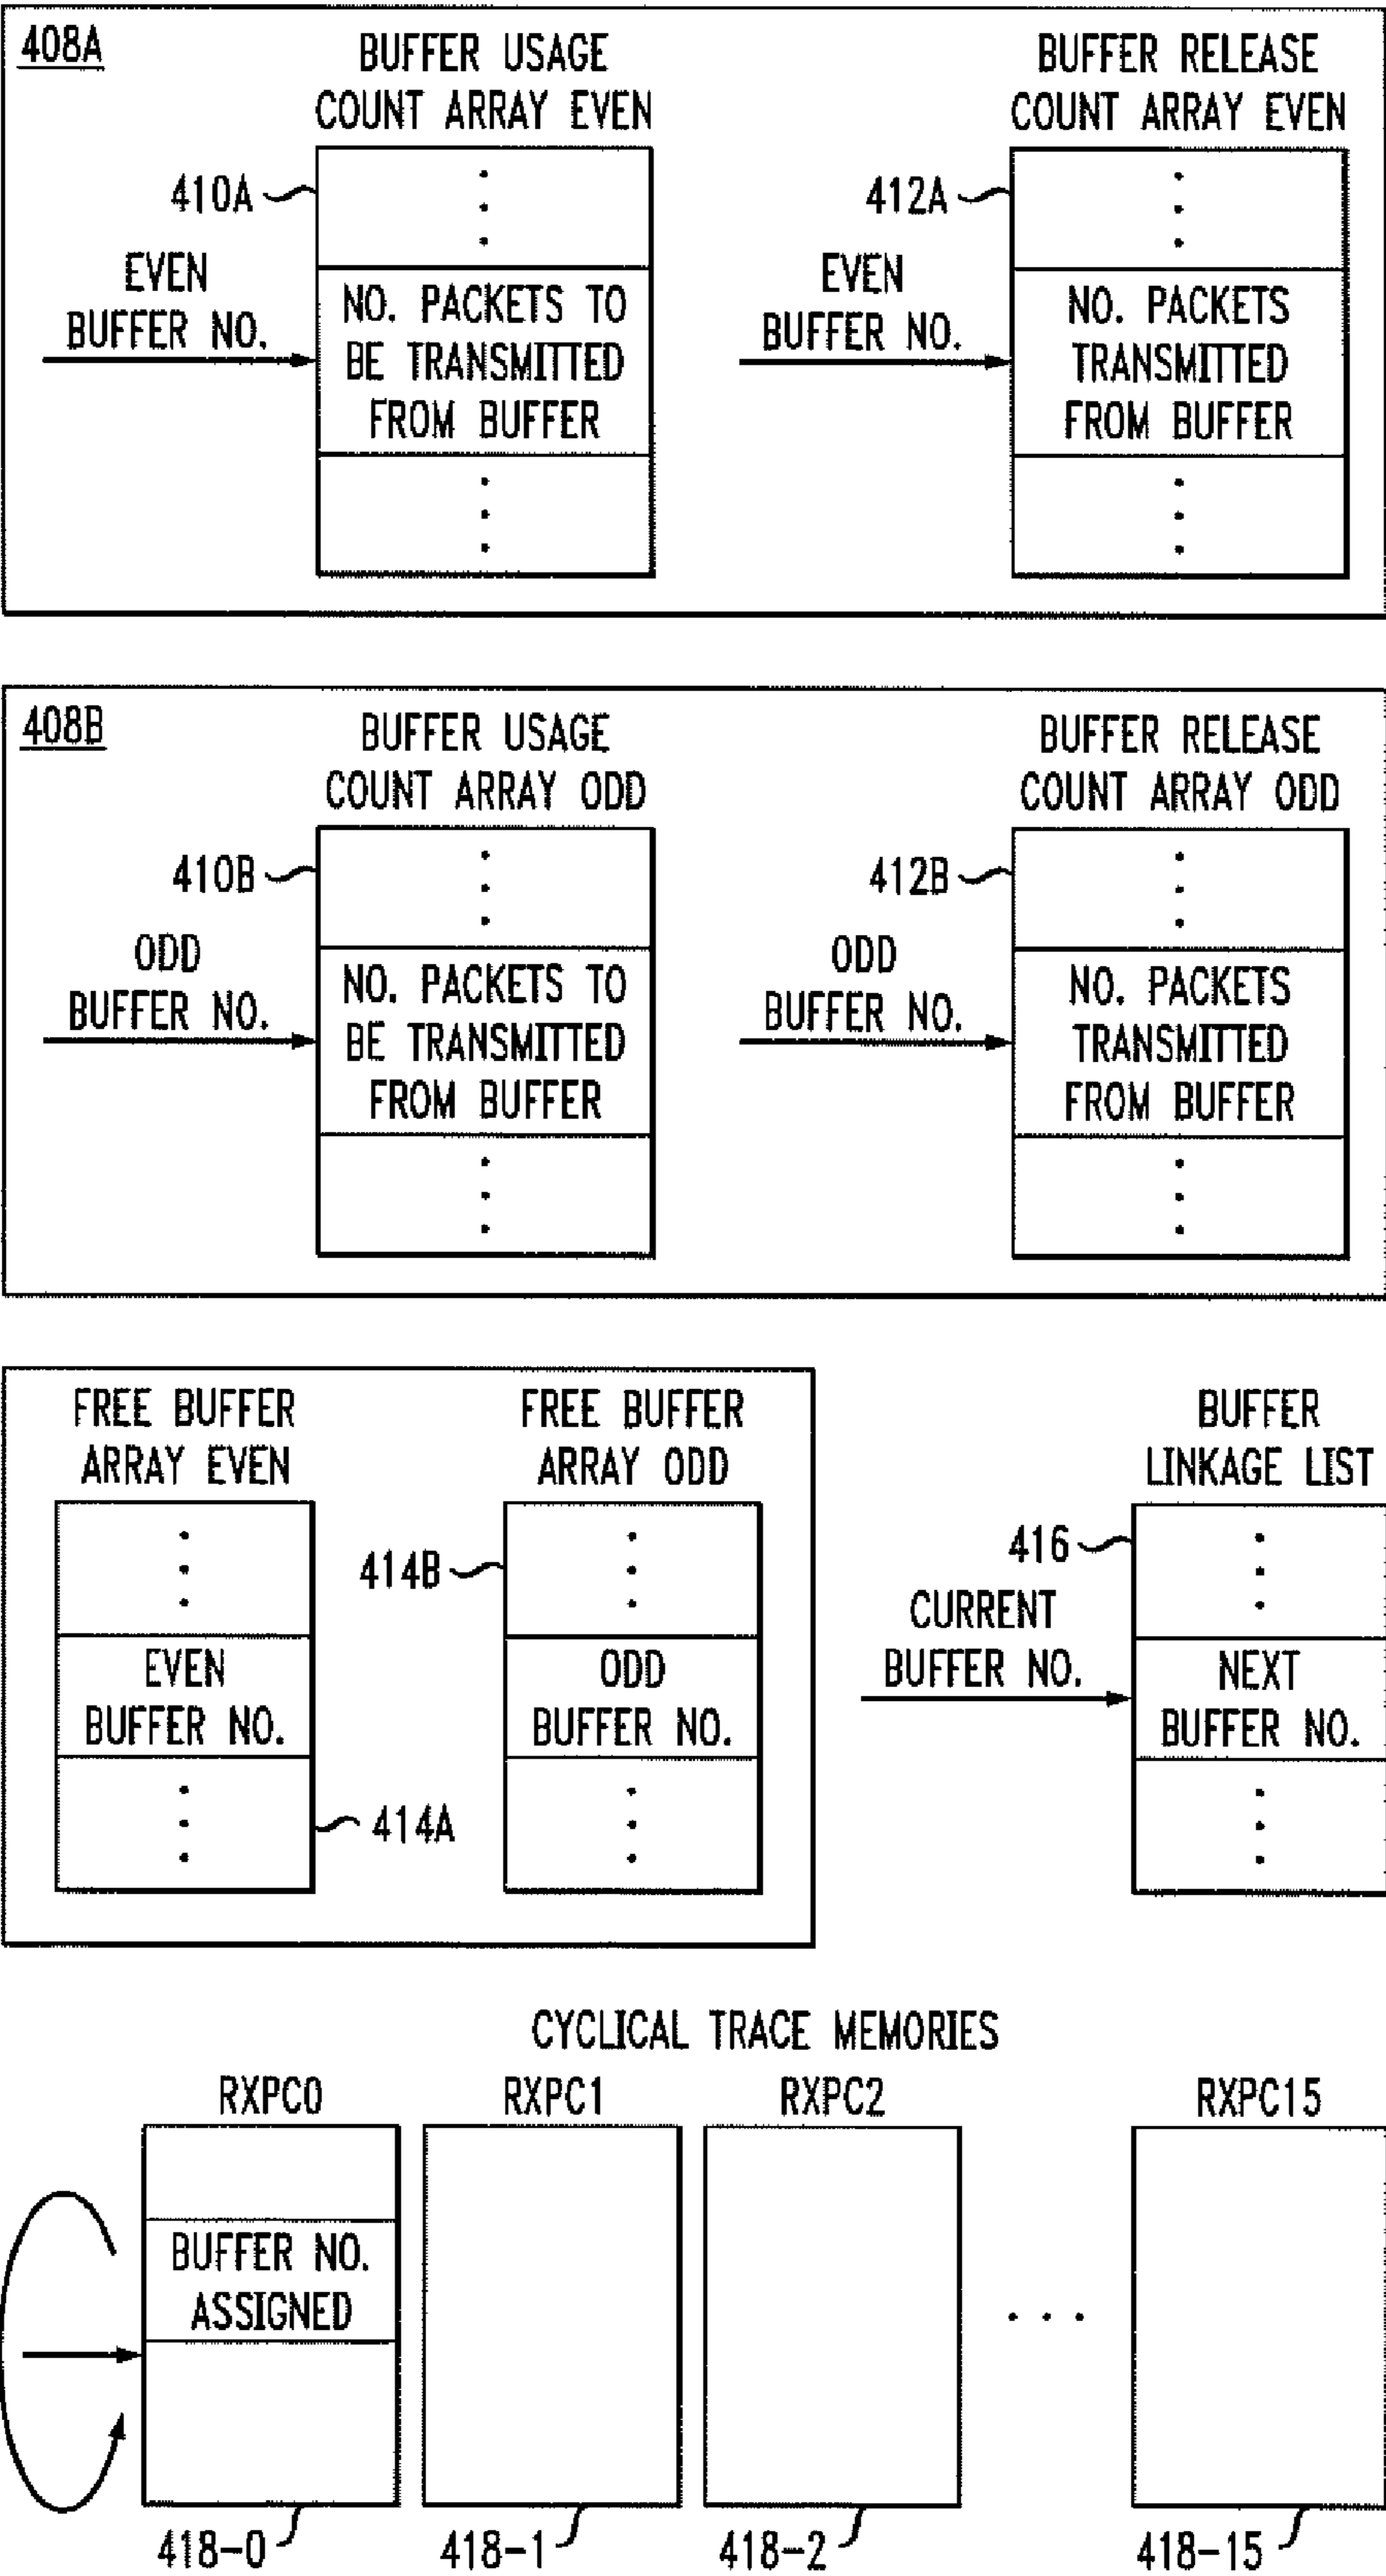 408A
BUFFER USAGE
COUNT ARRAY EVEN
410A
EVEN
BUFFER NO.
NO. PACKETS TO
BE TRANSMITTED
FROM BUFFER
BUFFER RELEASE
COUNT ARRAY EVEN
412A
EVEN
BUFFER NO.
NO. PACKETS
TRANSMITTED
FROM BUFFER
408B
BUFFER USAGE
COUNT ARRAY ODD
410B
ODD
BUFFER NO.
NO. PACKETS TO
BE TRANSMITTED
FROM BUFFER
BUFFER RELEASE
COUNT ARRAY ODD
412B
ODD
BUFFER NO.
NO. PACKETS
TRANSMITTED
FROM BUFFER
FREE BUFFER
ARRAY EVEN
EVEN
BUFFER NO.
414A
FREE BUFFER
ARRAY ODD
414B
ODD
BUFFER NO.
BUFFER
LINKAGE LIST
416
CURRENT
BUFFER NO.
NEXT
BUFFER NO.
CYCLICAL TRACE MEMORIES
RXPC0
BUFFER NO.
ASSIGNED
418-0
RXPC1
418-1
RXPC2
418-2
RXPC15
418-15